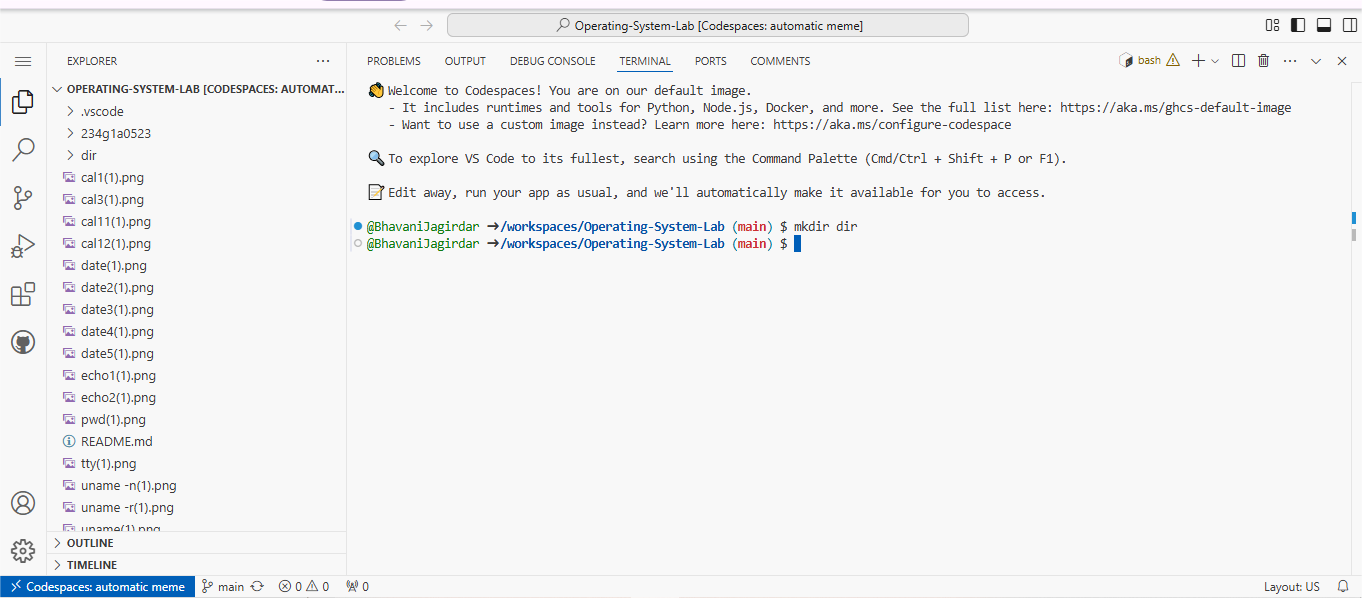 Operating-System-Lab [Codespaces: automatic meme]
EXPLORER
OPERATING-SYSTEM-LAB [CODESPACES: AUTOMAT...
.vscode
234g1a0523
dir
cal1(1).png
cal3(1).png
cal11(1).png
cal12(1).png
date(1).png
date2(1).png
date3(1).png
date4(1).png
date5(1).png
echo1(1).png
echo2(1).png
pwd(1).png
README.md
tty(1).png
uname -n(1).png
uname -r(1).png
uname(1).png
OUTLINE
TIMELINE
PROBLEMS OUTPUT DEBUG CONSOLE TERMINAL PORTS COMMENTS
bash
👋 Welcome to Codespaces! You are on our default image.
- It includes runtimes and tools for Python, Node.js, Docker, and more. See the full list here: https://aka.ms/ghcs-default-image
- Want to use a custom image instead? Learn more here: https://aka.ms/configure-codespace
🔍 To explore VS Code to its fullest, search using the Command Palette (Cmd/Ctrl + Shift + P or F1).
📝 Edit away, run your app as usual, and we'll automatically make it available for you to access.
@BhavaniJagirdar ➜/workspaces/Operating-System-Lab (main) $ mkdir dir
@BhavaniJagirdar ➜/workspaces/Operating-System-Lab (main) $
Codespaces: automatic meme main 0 0 0 Layout: US